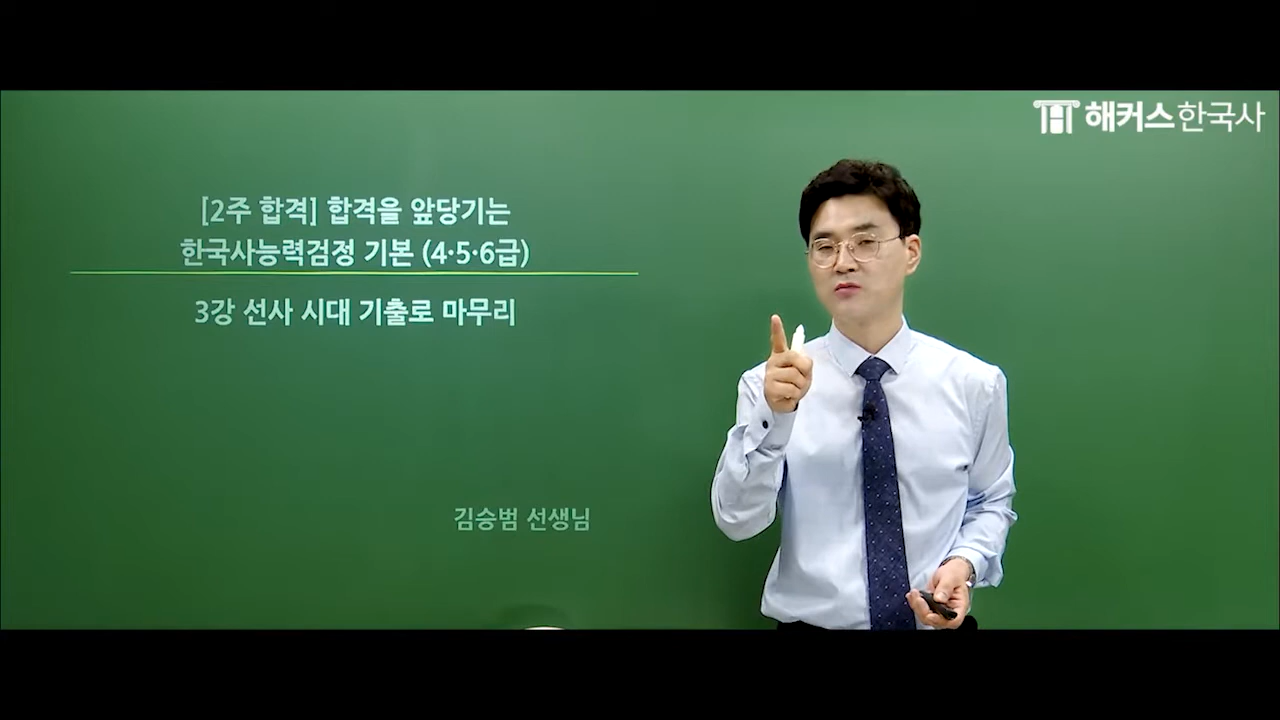 해커스한국사
[2주 합격] 합격을 앞당기는
한국사능력검정 기본 (4·5·6급)
3강 선사 시대 기출로 마무리
김승범 선생님